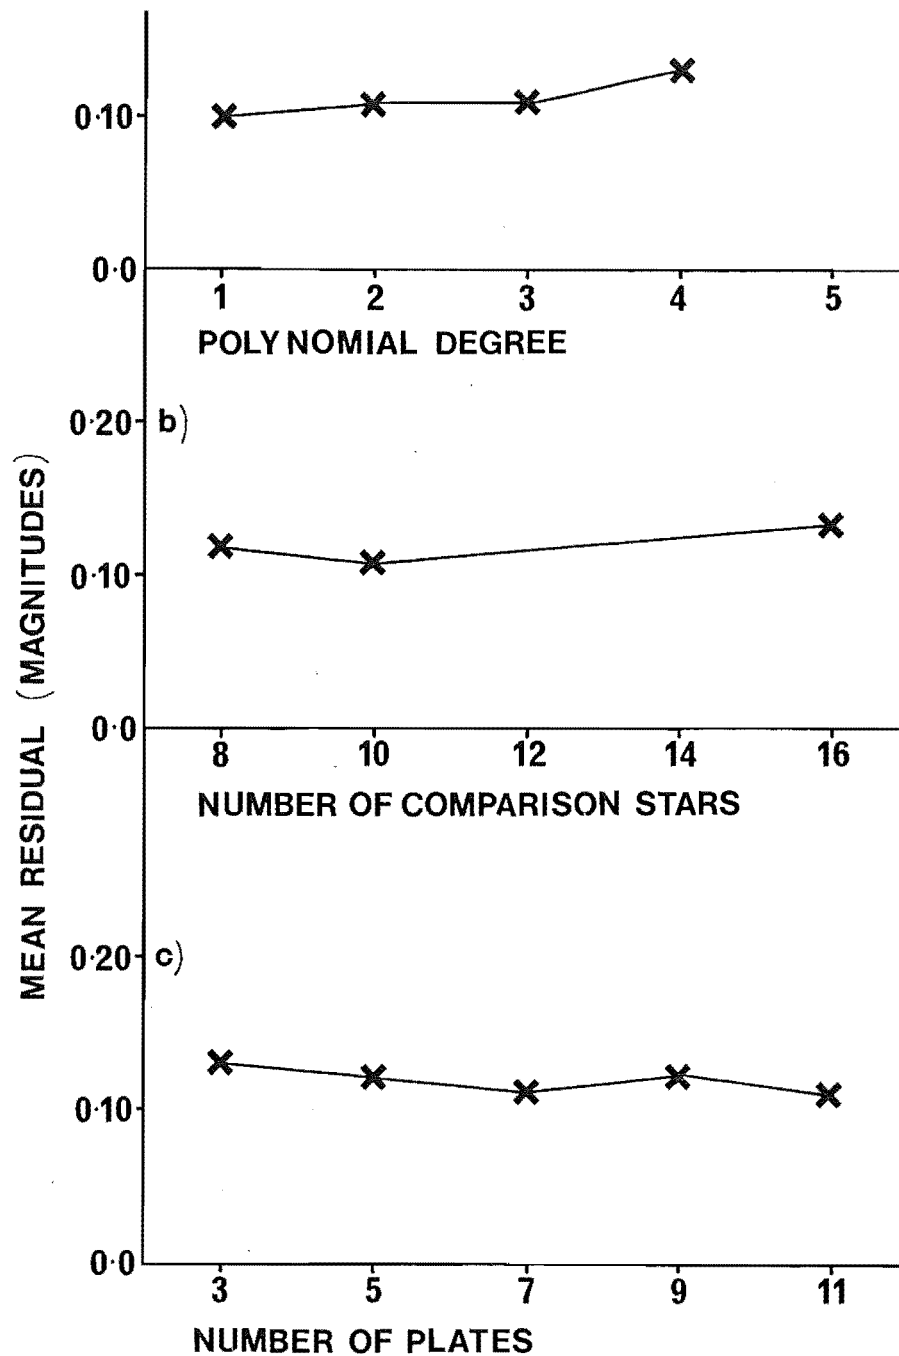 0·10
0·0
1 2 3 4 5
POLYNOMIAL DEGREE
0·20 b)
0·10
0·0
8 10 12 14 16
NUMBER OF COMPARISON STARS
MEAN RESIDUAL (MAGNITUDES)
0·20 c)
0·10
0·0
3 5 7 9 11
NUMBER OF PLATES